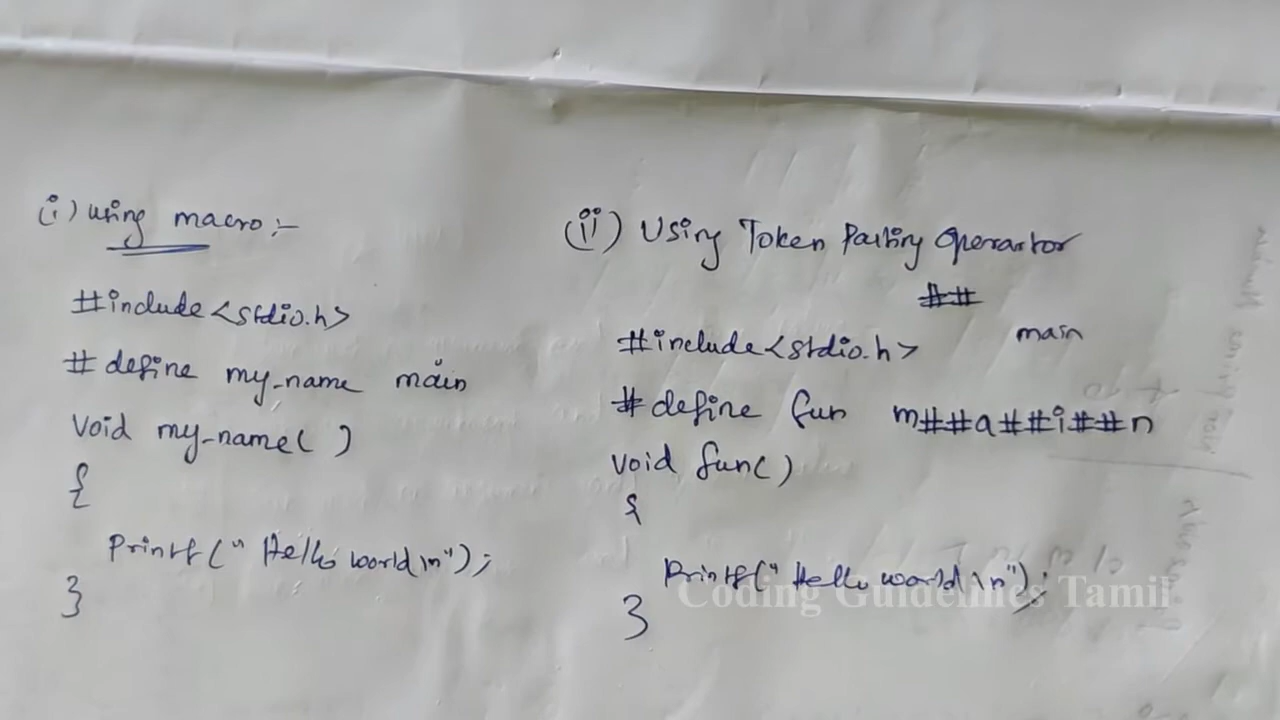 (i) using macro:-
#include<stdio.h>
# define my_name main
void my_name( )
{
printf(" Hello world\n");
}
(ii) Using Token Pasting Operartor
##
main
#include<stdio.h>
#define fun m##a##i##n
void fun( )
{
printf(" Hello world\n");
}
Coding Guidelines Tamil